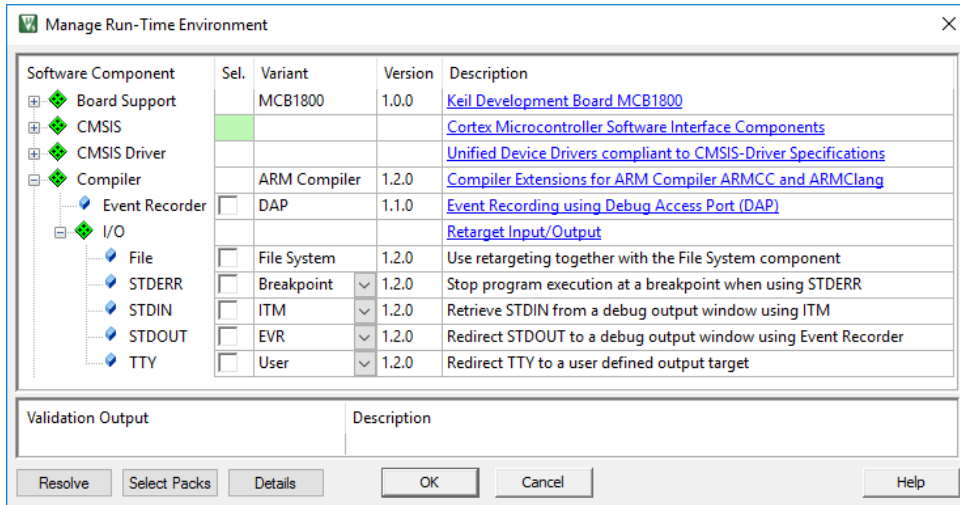 Manage Run-Time Environment
Software Component Sel. Variant Version Description
Board Support MCB1800 1.0.0 Keil Development Board MCB1800
CMSIS Cortex Microcontroller Software Interface Components
CMSIS Driver Unified Device Drivers compliant to CMSIS-Driver Specifications
Compiler ARM Compiler 1.2.0 Compiler Extensions for ARM Compiler ARMCC and ARMClang
Event Recorder DAP 1.1.0 Event Recording using Debug Access Port (DAP)
I/O Retarget Input/Output
File File System 1.2.0 Use retargeting together with the File System component
STDERR Breakpoint 1.2.0 Stop program execution at a breakpoint when using STDERR
STDIN ITM 1.2.0 Retrieve STDIN from a debug output window using ITM
STDOUT EVR 1.2.0 Redirect STDOUT to a debug output window using Event Recorder
TTY User 1.2.0 Redirect TTY to a user defined output target
Validation Output Description
Resolve Select Packs Details OK Cancel Help